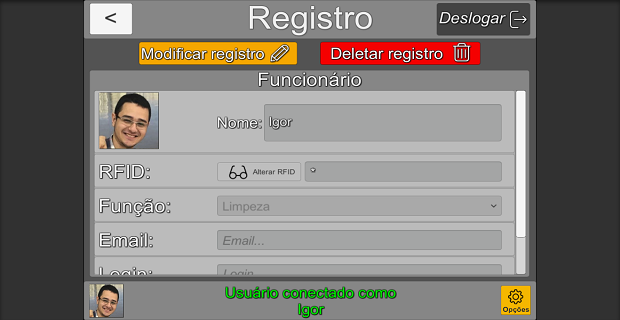 <
Registro
Deslogar
Modificar registro
Deletar registro
Funcionário
Nome:
Igor
RFID:
Alterar RFID
*
Função:
Limpeza
Email:
Email...
Login:
Login...
Usuário conectado como
Igor
Opções